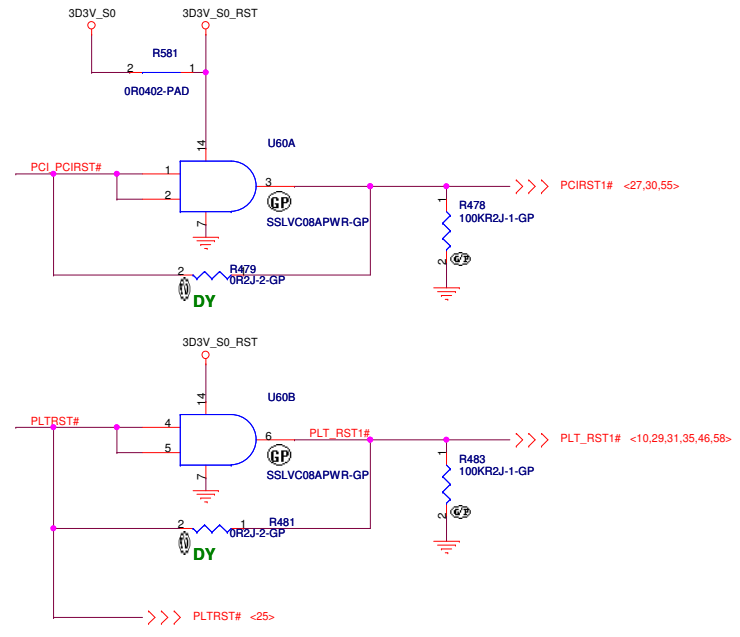 3D3V_S0 3D3V_S0_RST
R581
2 1
0R0402-PAD
14
U60A
PCI_PCIRST# 1
3 PCIRST1# <27,30,55>
2
GP
SSLVC08APWR-GP
7
1 R478
100KR2J-1-GP
2
2 R479 1
0R2J-2-GP
DY
3D3V_S0_RST
14
U60B
PLTRST# 4
PLT_RST1#
6 PLT_RST1# <10,29,31,35,46,58>
5
GP
SSLVC08APWR-GP
7
1 R483
100KR2J-1-GP
2
2 1 R481
0R2J-2-GP
DY
PLTRST# <25>